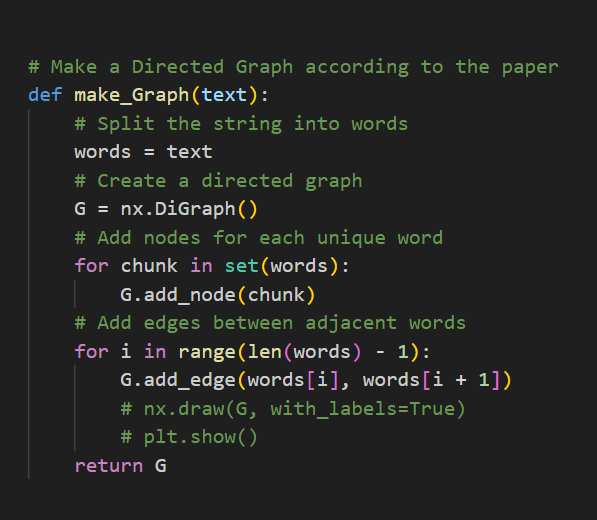 # Make a Directed Graph according to the paper
def make_Graph(text):
    # Split the string into words
    words = text
    # Create a directed graph
    G = nx.DiGraph()
    # Add nodes for each unique word
    for chunk in set(words):
        G.add_node(chunk)
    # Add edges between adjacent words
    for i in range(len(words) - 1):
        G.add_edge(words[i], words[i + 1])
        # nx.draw(G, with_labels=True)
        # plt.show()
    return G